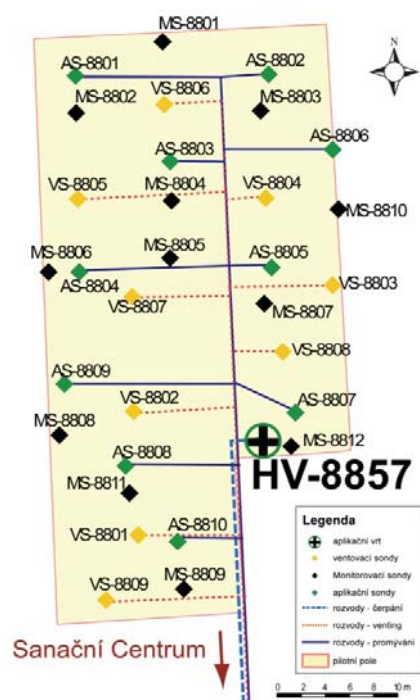 MS-8801
N
AS-8801
AS-8802
VS-8806
MS-8802
MS-8803
AS-8806
AS-8803
VS-8805
MS-8804
VS-8804
MS-8810
MS-8805
MS-8806
AS-8805
AS-8804
VS-8803
VS-8807
MS-8807
VS-8808
AS-8809
VS-8802
AS-8807
MS-8808
MS-8812
AS-8808
HV-8857
MS-8811
AS-8810
VS-8801
MS-8809
VS-8809
Sanační Centrum
Legenda
aplikační vrt
ventovací sondy
Monitorovací sondy
aplikační sondy
rozvody - čerpání
rozvody - venting
rozvody - promývání
pilotní pole
0 2 4 6 8 10 m